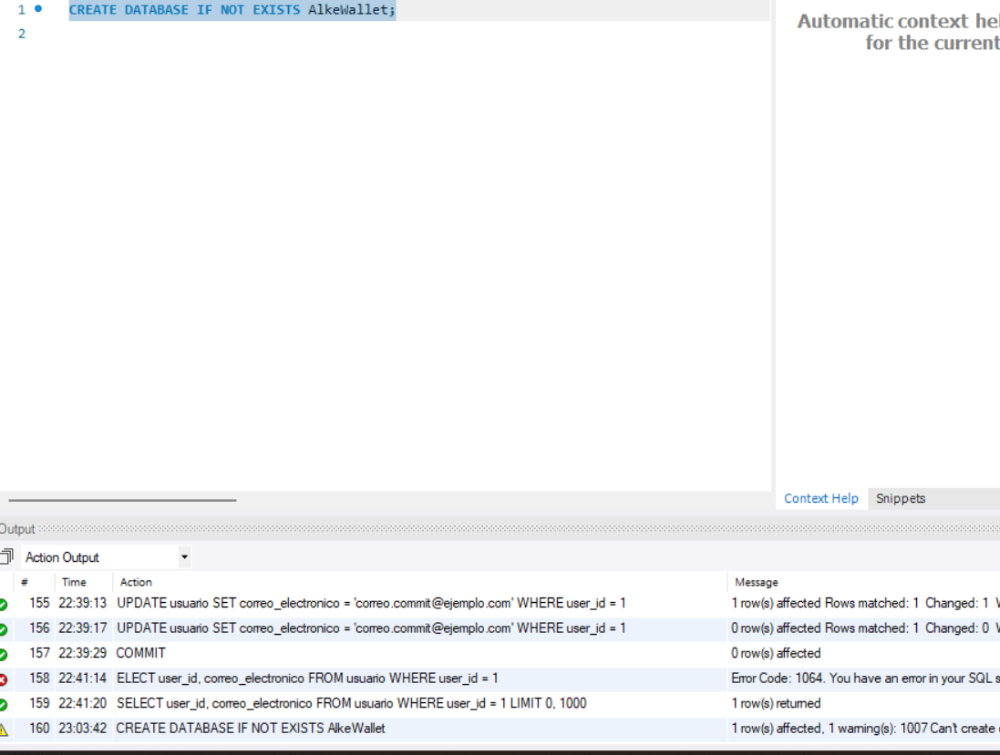 1 CREATE DATABASE IF NOT EXISTS AlkeWallet;
2
Automatic context
for the current
Context Help Snippets
Output
Action Output
# Time Action Message
155 22:39:13 UPDATE usuario SET correo_electronico = 'correo.commit@ejemplo.com' WHERE user_id = 1 1 row(s) affected Rows matched: 1 Changed: 1
156 22:39:17 UPDATE usuario SET correo_electronico = 'correo.commit@ejemplo.com' WHERE user_id = 1 0 row(s) affected Rows matched: 1 Changed: 0
157 22:39:29 COMMIT 0 row(s) affected
158 22:41:14 ELECT user_id, correo_electronico FROM usuario WHERE user_id = 1 Error Code: 1064. You have an error in your SQL s
159 22:41:20 SELECT user_id, correo_electronico FROM usuario WHERE user_id = 1 LIMIT 0, 1000 1 row(s) returned
160 23:03:42 CREATE DATABASE IF NOT EXISTS AlkeWallet 1 row(s) affected, 1 warning(s): 1007 Can't create